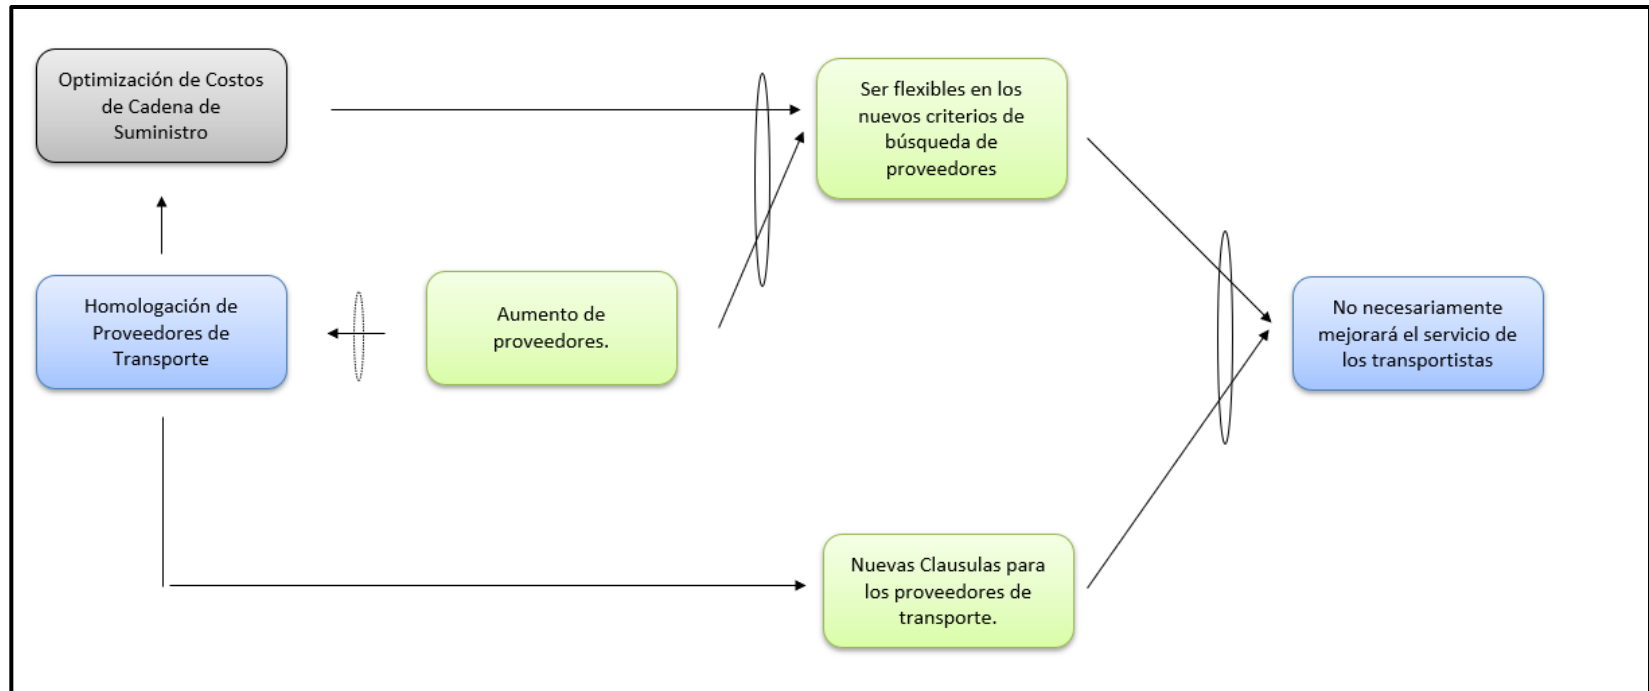 Optimización de Costos
de Cadena de
Suministro
Ser flexibles en los
nuevos criterios de
búsqueda de
proveedores
Homologación de
Proveedores de
Transporte
Aumento de
proveedores.
No necesariamente
mejorará el servicio de
los transportistas
Nuevas Clausulas para
los proveedores de
transporte.